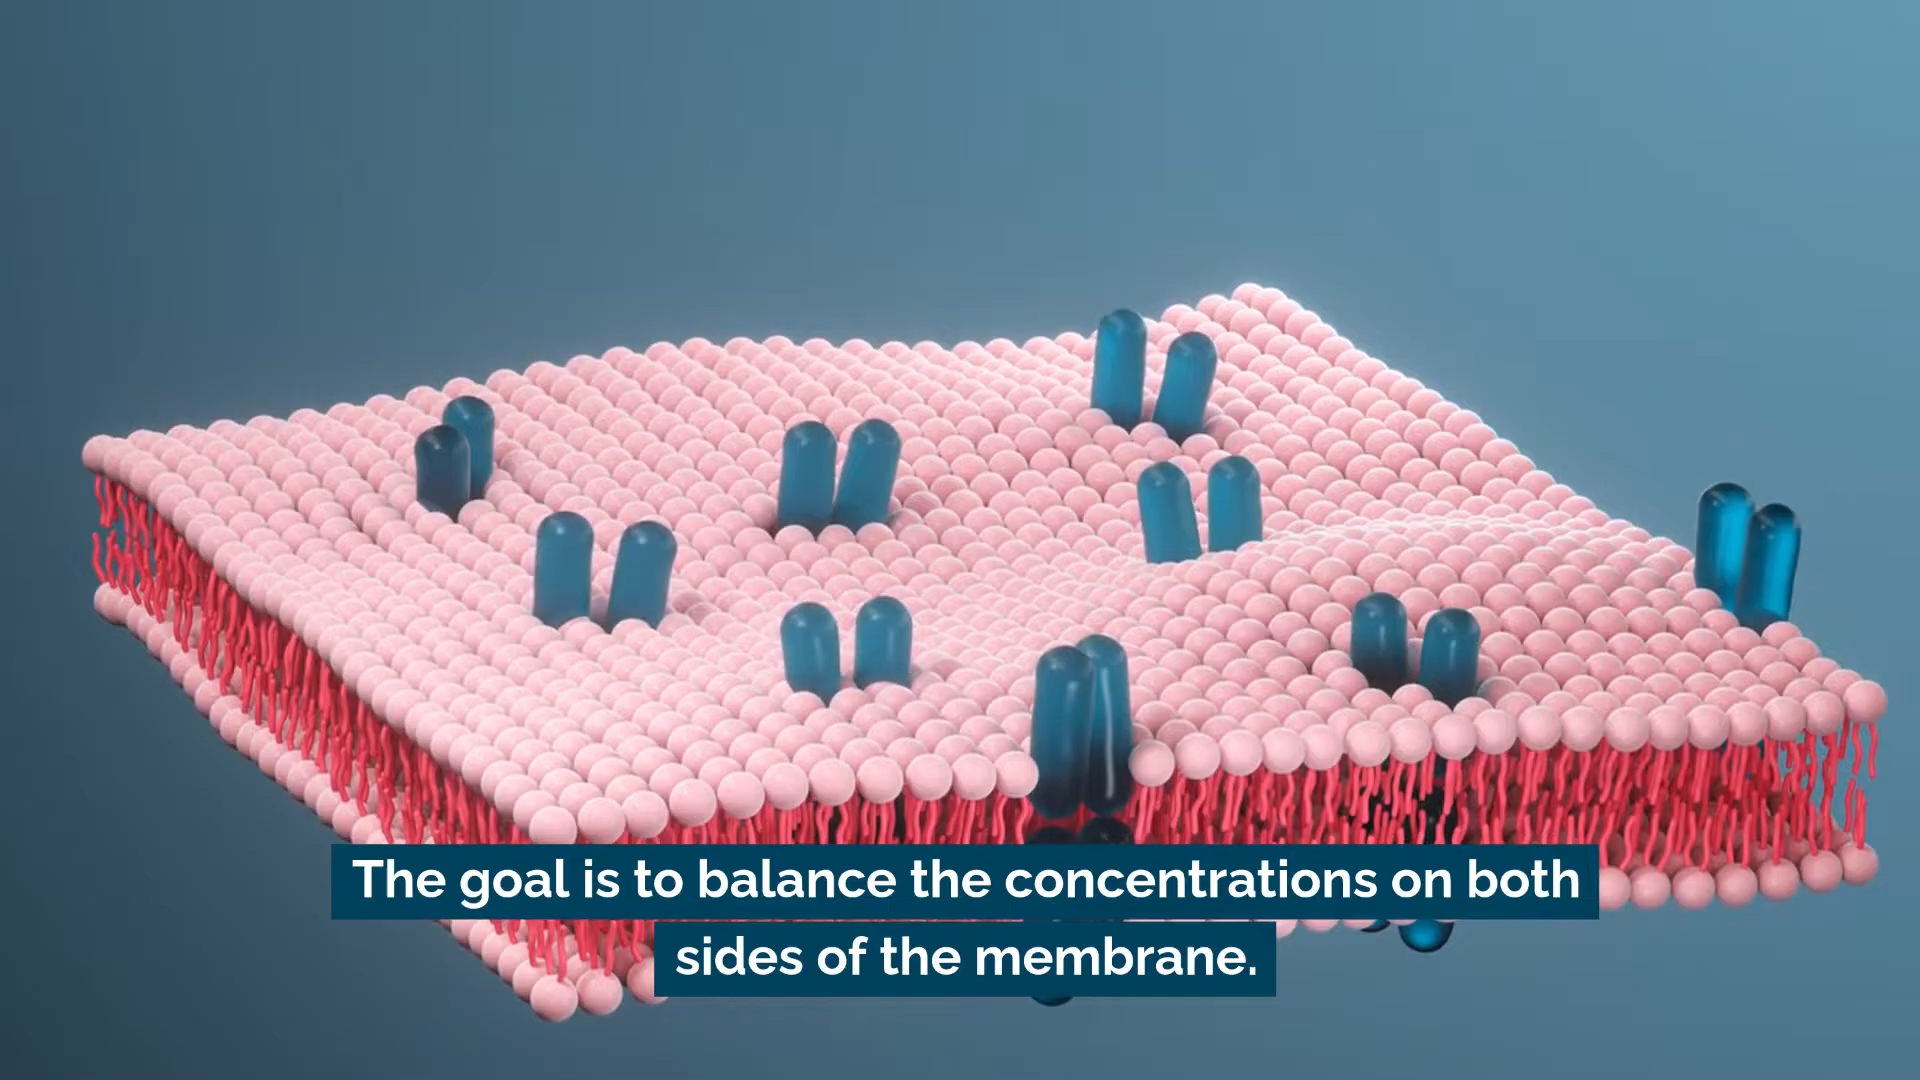 The goal is to balance the concentrations on both
sides of the membrane.